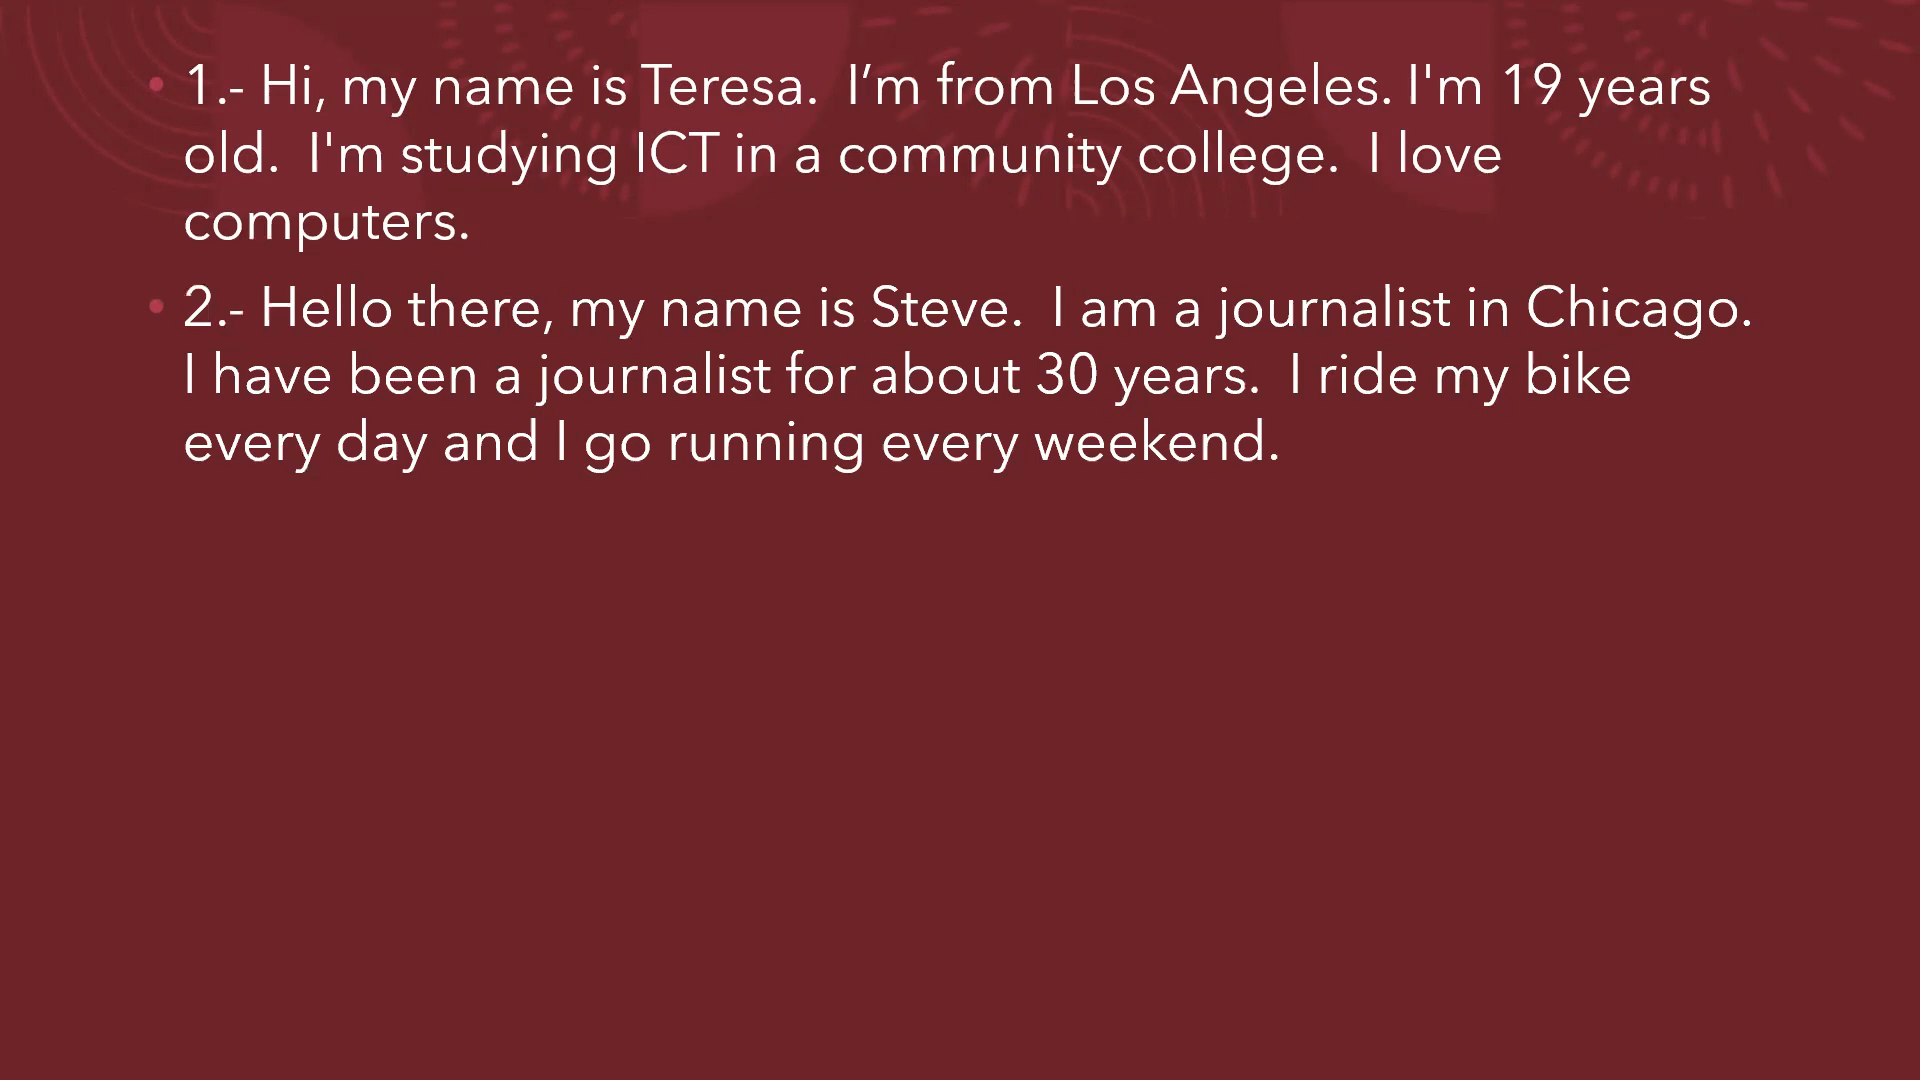 • 1.- Hi, my name is Teresa.  I’m from Los Angeles. I'm 19 years
old.  I'm studying ICT in a community college.  I love
computers.
• 2.- Hello there, my name is Steve.  I am a journalist in Chicago.
I have been a journalist for about 30 years.  I ride my bike
every day and I go running every weekend.